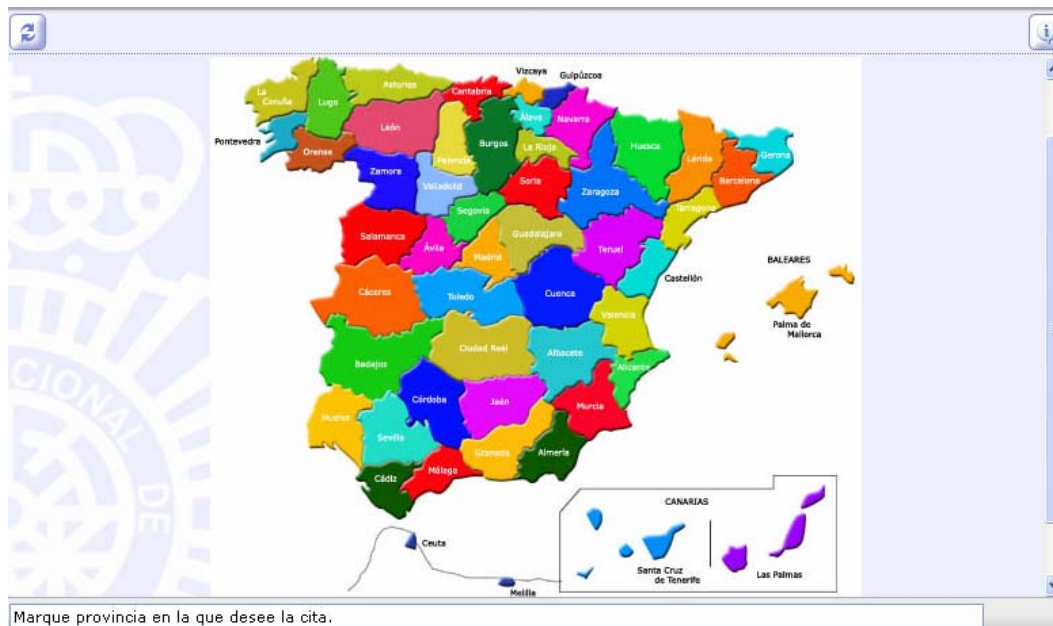 Vizcaya
Guipúzcoa
La Coruña
Lugo
Asturias
Cantabria
Álava
Navarra
León
Palencia
Burgos
La Rioja
Huesca
Lérida
Gerona
Pontevedra
Orense
Zamora
Valladolid
Soria
Zaragoza
Barcelona
Segovia
Tarragona
Salamanca
Ávila
Madrid
Guadalajara
Teruel
BALEARES
Cáceres
Toledo
Cuenca
Castellón
Valencia
Palma de
Mallorca
Badajoz
Ciudad Real
Albacete
Alicante
Córdoba
Jaén
Murcia
Huelva
Sevilla
Granada
Almería
Cádiz
Málaga
CANARIAS
Ceuta
Santa Cruz
de Tenerife
Las Palmas
Melilla
CIONAL
DE
Marque provincia en la que desee la cita.